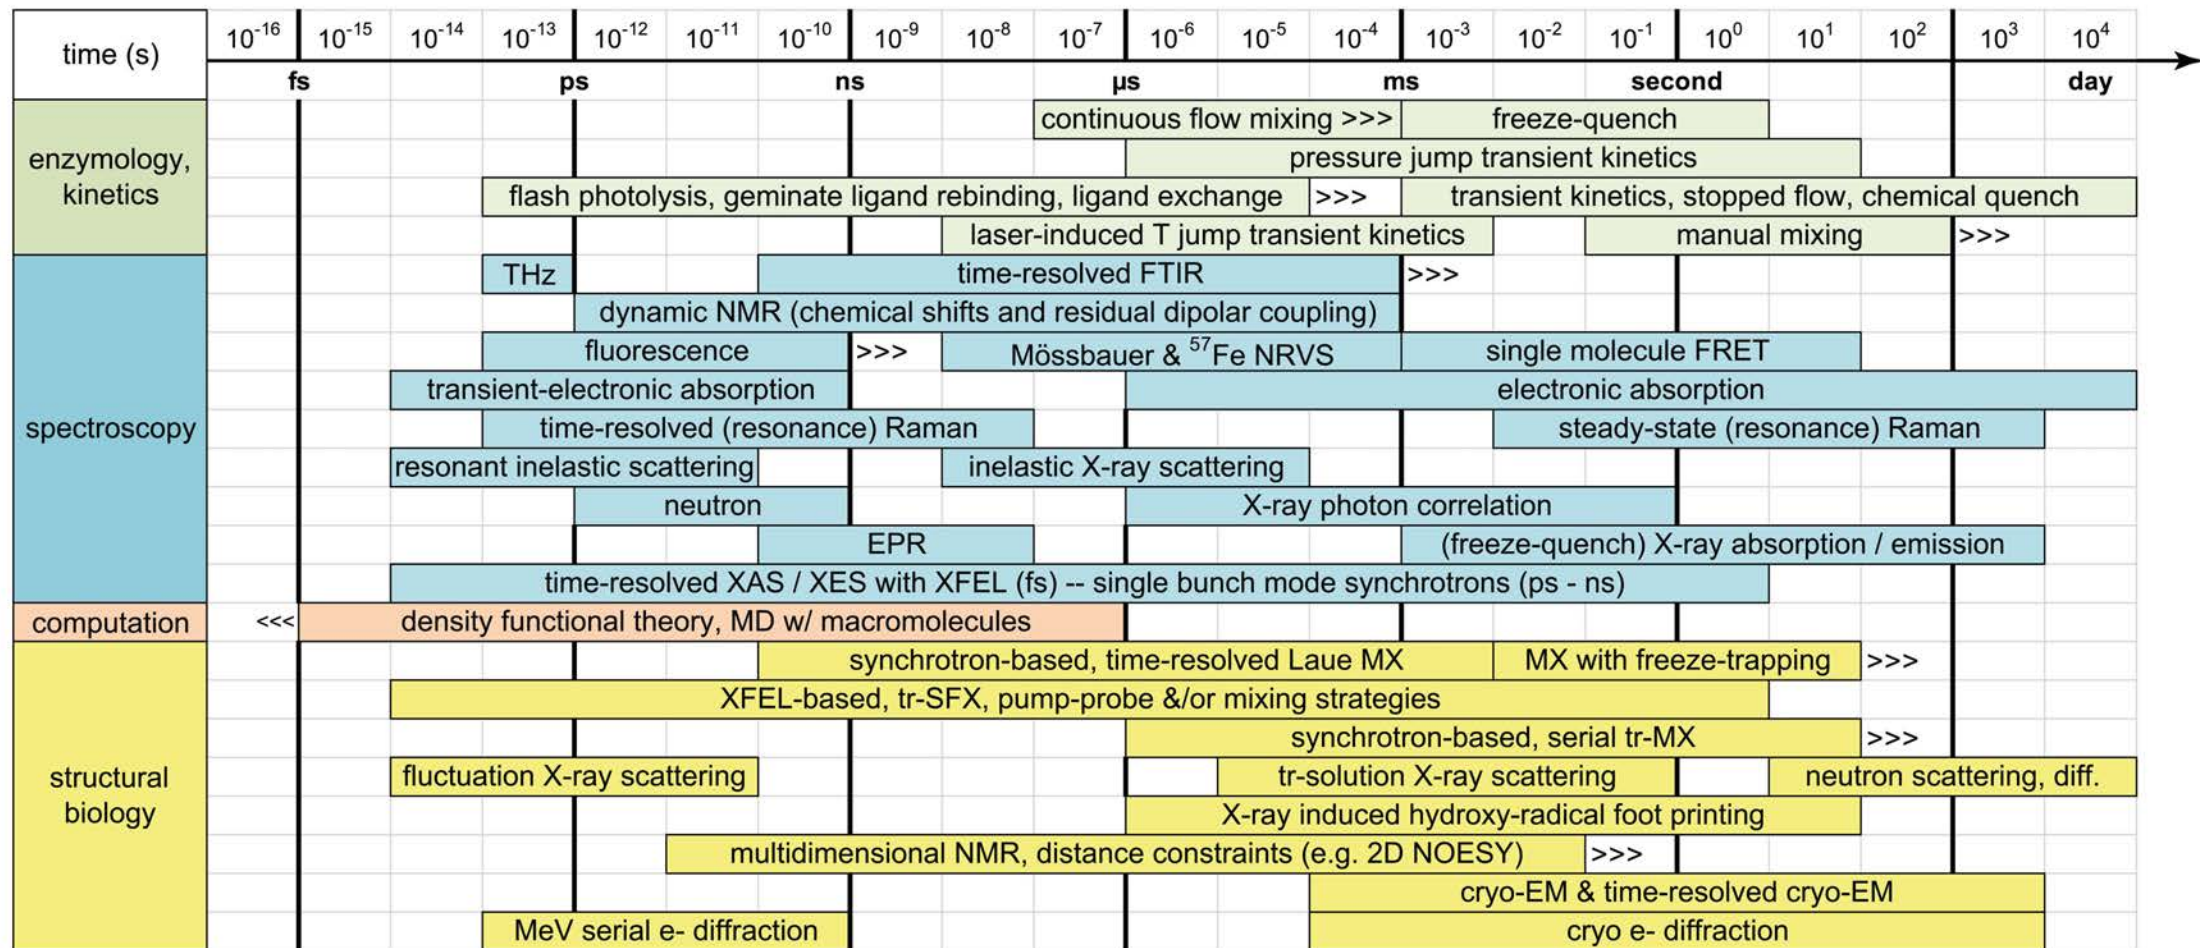 time (s) 10^-16 10^-15 10^-14 10^-13 10^-12 10^-11 10^-10 10^-9 10^-8 10^-7 10^-6 10^-5 10^-4 10^-3 10^-2 10^-1 10^0 10^1 10^2 10^3 10^4
fs ps ns µs ms second day
enzymology,
kinetics
continuous flow mixing >>> freeze-quench
pressure jump transient kinetics
flash photolysis, geminate ligand rebinding, ligand exchange >>> transient kinetics, stopped flow, chemical quench
laser-induced T jump transient kinetics manual mixing >>>
spectroscopy
THz time-resolved FTIR >>>
dynamic NMR (chemical shifts and residual dipolar coupling)
fluorescence >>> Mössbauer & ^57Fe NRVS single molecule FRET
transient-electronic absorption electronic absorption
time-resolved (resonance) Raman steady-state (resonance) Raman
resonant inelastic scattering inelastic X-ray scattering
neutron X-ray photon correlation
EPR (freeze-quench) X-ray absorption / emission
time-resolved XAS / XES with XFEL (fs) -- single bunch mode synchrotrons (ps - ns)
computation <<< density functional theory, MD w/ macromolecules
structural
biology
synchrotron-based, time-resolved Laue MX MX with freeze-trapping >>>
XFEL-based, tr-SFX, pump-probe &/or mixing strategies
synchrotron-based, serial tr-MX >>>
fluctuation X-ray scattering tr-solution X-ray scattering neutron scattering, diff.
X-ray induced hydroxy-radical foot printing
multidimensional NMR, distance constraints (e.g. 2D NOESY) >>>
cryo-EM & time-resolved cryo-EM
MeV serial e- diffraction cryo e- diffraction